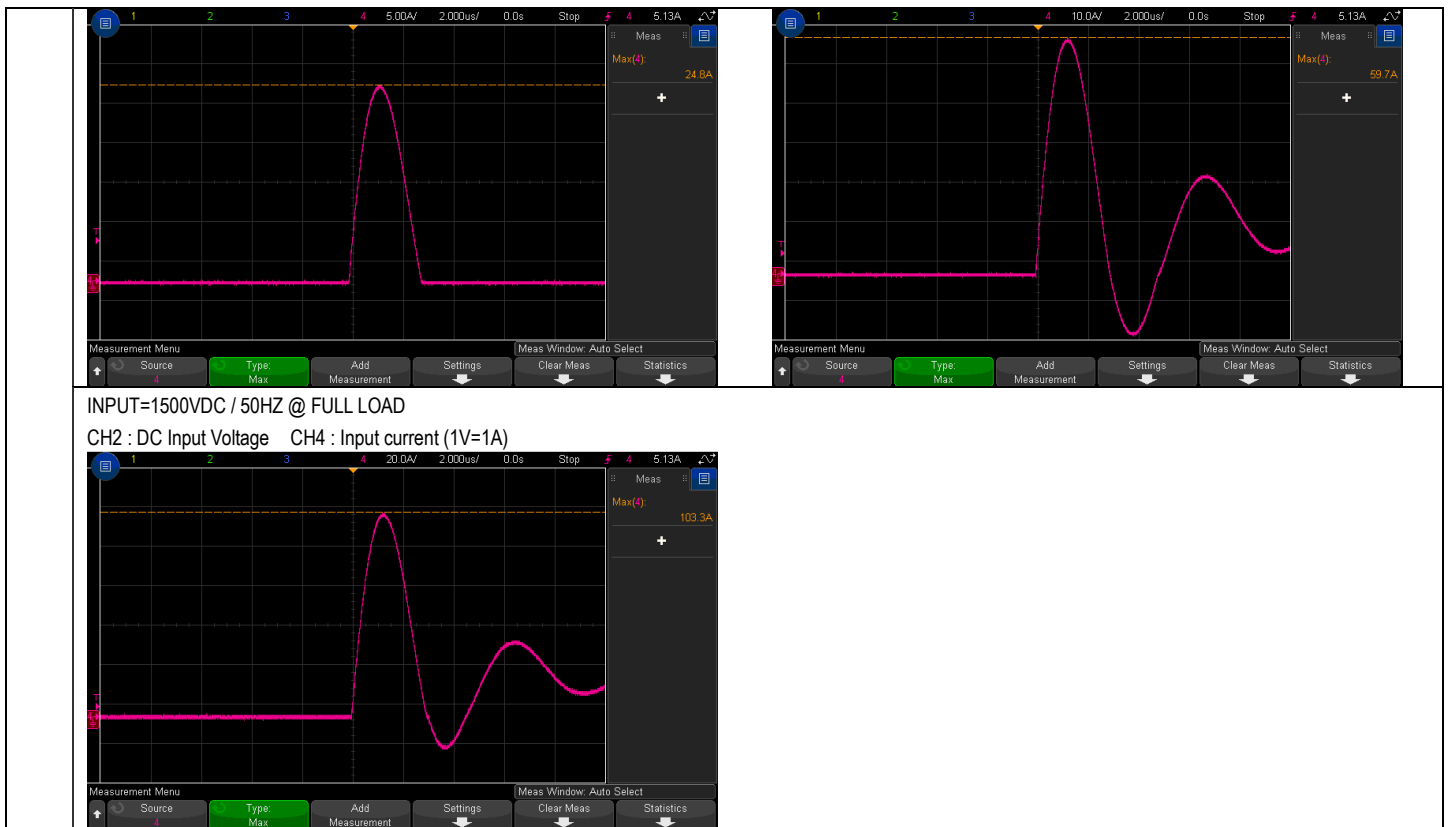 1 2 3 4 5.00A/ 2.000us/ 0.0s Stop 4 5.13A
Meas
Max(4):
24.8A
+
T
4
Measurement Menu
Meas Window: Auto Select
Source
4
Type:
Max
Add
Measurement
Settings
Clear Meas
Statistics
1 2 3 4 10.0A/ 2.000us/ 0.0s Stop 4 5.13A
Meas
Max(4):
59.7A
+
T
4
Measurement Menu
Meas Window: Auto Select
Source
4
Type:
Max
Add
Measurement
Settings
Clear Meas
Statistics
INPUT=1500VDC / 50HZ @ FULL LOAD
CH2 : DC Input Voltage CH4 : Input current (1V=1A)
1 2 3 4 20.0A/ 2.000us/ 0.0s Stop 4 5.13A
Meas
Max(4):
103.3A
+
T
4
Measurement Menu
Meas Window: Auto Select
Source
4
Type:
Max
Add
Measurement
Settings
Clear Meas
Statistics